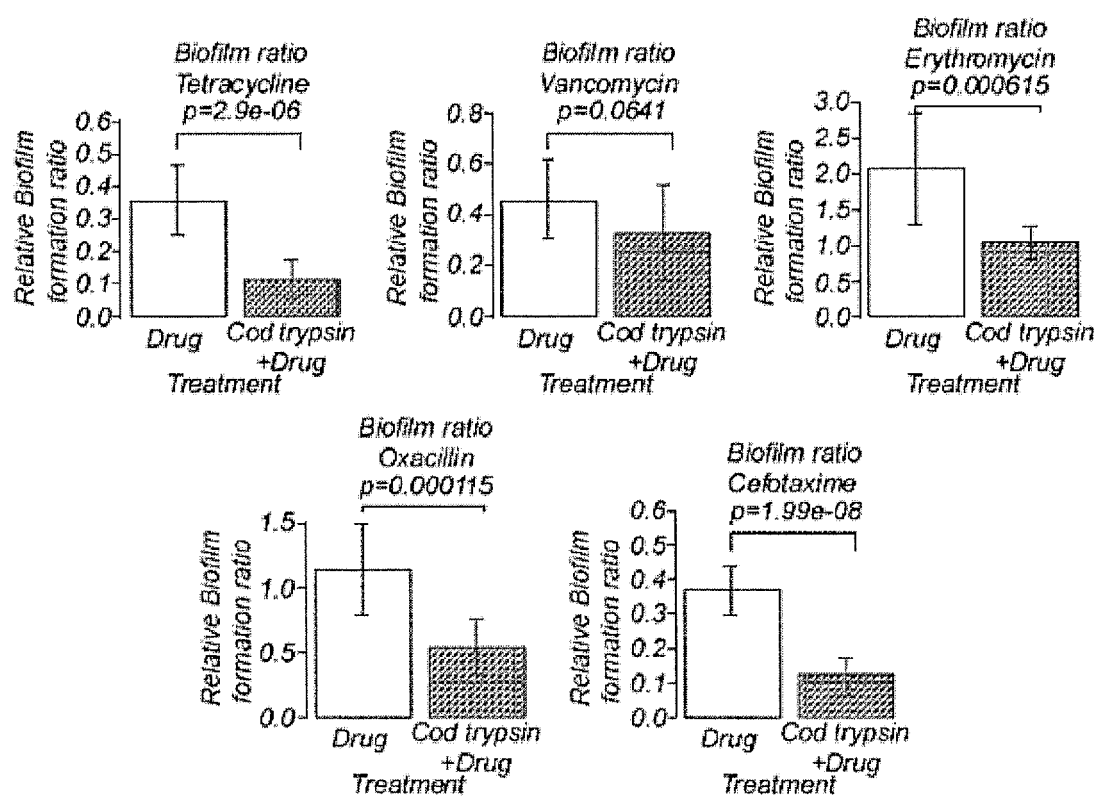 Biofilm ratio
Tetracycline
p=2.9e-06
Relative Biofilm
formation ratio
0.6
0.5
0.4
0.3
0.2
0.1
0.0
Drug
Cod trypsin
+Drug
Treatment
Biofilm ratio
Vancomycin
p=0.0641
Relative Biofilm
formation ratio
0.8
0.6
0.4
0.2
0.0
Drug
Cod trypsin
+Drug
Treatment
Biofilm ratio
Erythromycin
p=0.000615
Relative Biofilm
formation ratio
3.0
2.5
2.0
1.5
1.0
0.5
0.0
Drug
Cod trypsin
+Drug
Treatment
Biofilm ratio
Oxacillin
p=0.000115
Relative Biofilm
formation ratio
1.5
1.0
0.5
0.0
Drug
Cod trypsin
+Drug
Treatment
Biofilm ratio
Cefotaxime
p=1.99e-08
Relative Biofilm
formation ratio
0.6
0.5
0.4
0.3
0.2
0.1
0.0
Drug
Cod trypsin
+Drug
Treatment